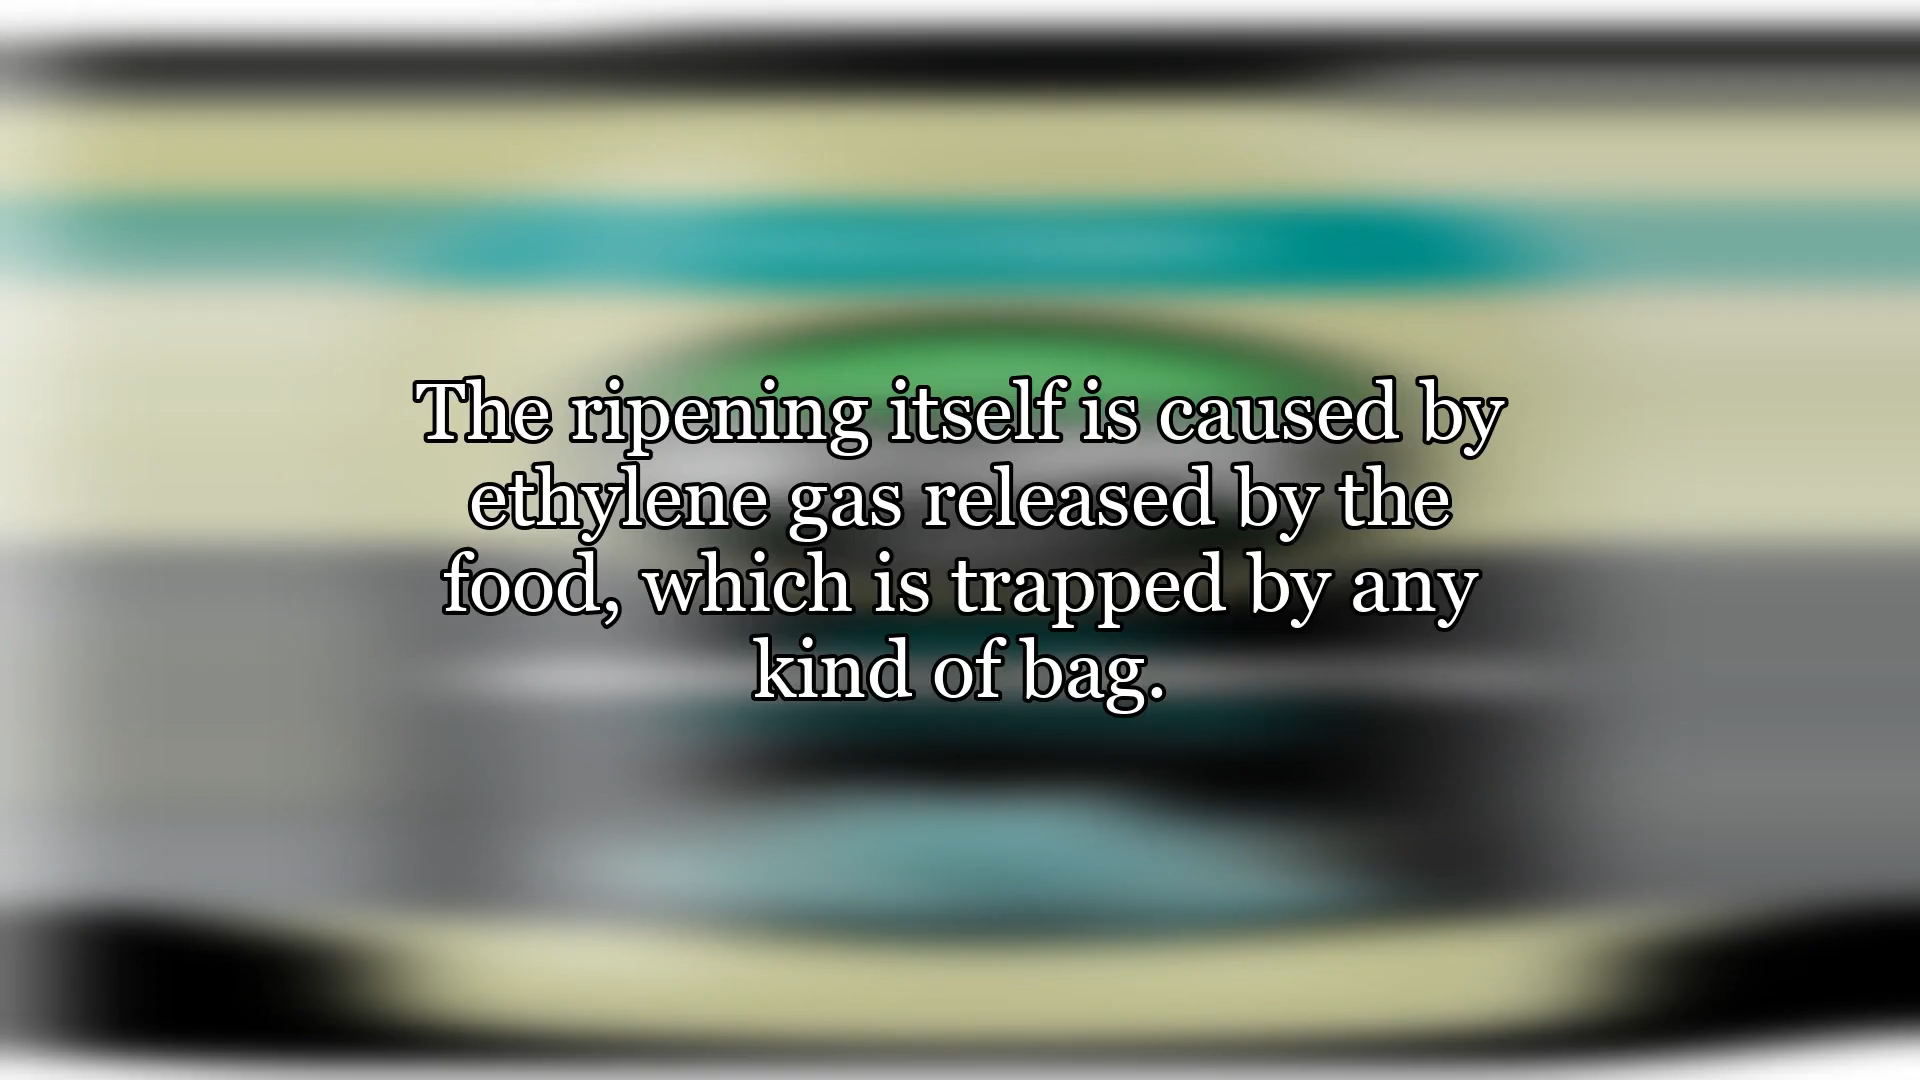 The ripening itself is caused by
ethylene gas released by the
food, which is trapped by any
kind of bag.